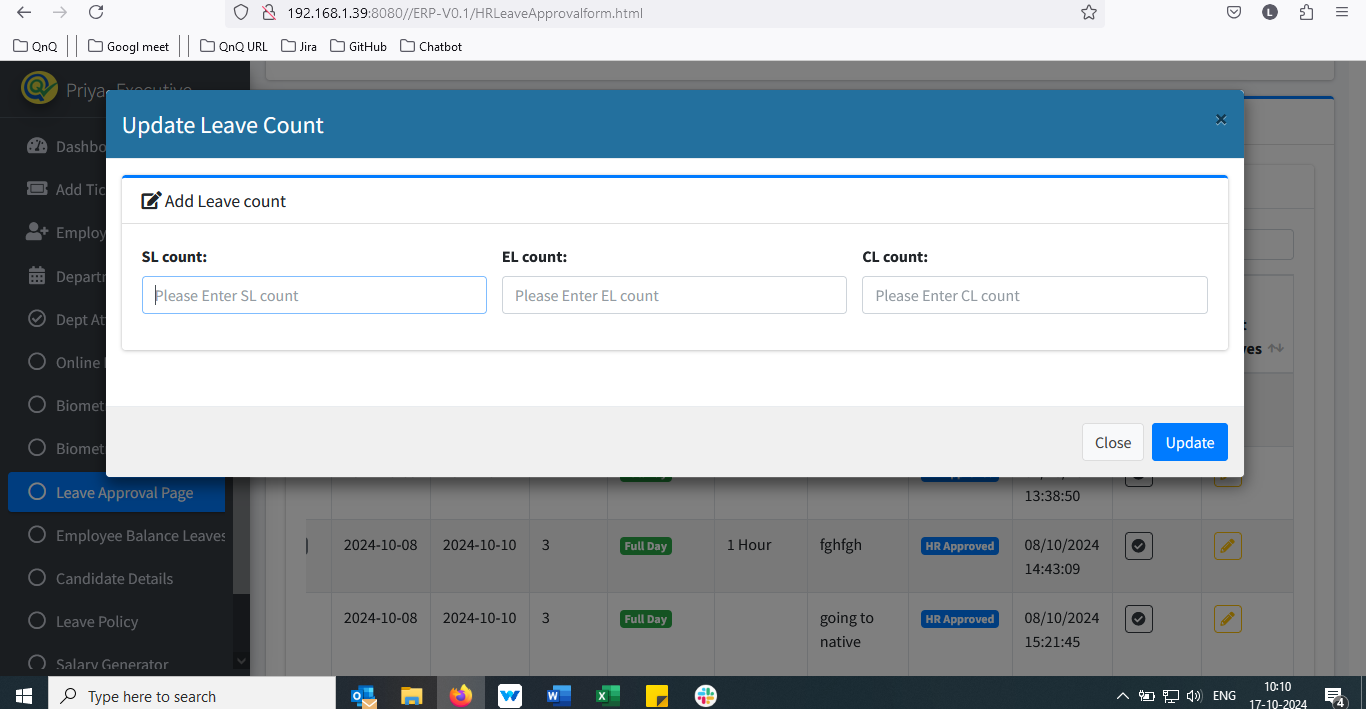 192.168.1.39:8080//ERP-V0.1/HRLeaveApprovalform.html
L
QnQ
Googl meet
QnQ URL
Jira
GitHub
Chatbot
Priya Executive
Update Leave Count
×
Add Leave count
SL count:
EL count:
CL count:
Please Enter SL count
Please Enter EL count
Please Enter CL count
Close
Update
Dashbo
Add Tic
Employ
Departr
Dept At
Online
Biomet
Biomet
Leave Approval Page
Employee Balance Leaves
Candidate Details
Leave Policy
Salary Generator
13:38:50
2024-10-08 2024-10-10 3 Full Day 1 Hour fghfgh HR Approved 08/10/2024
14:43:09
2024-10-08 2024-10-10 3 Full Day going to HR Approved 08/10/2024
native 15:21:45
Type here to search
ENG
10:10
17-10-2024
4